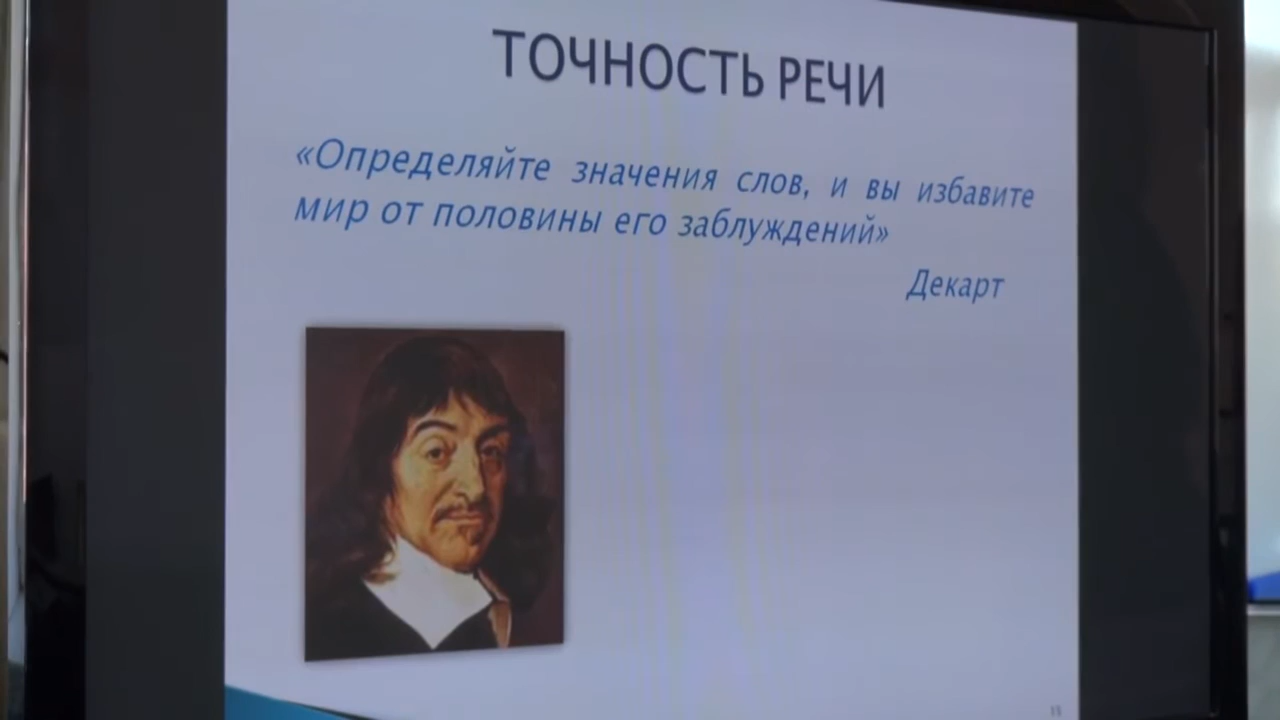 ТОЧНОСТЬ РЕЧИ
«Определяйте значения слов, и вы избавите
мир от половины его заблуждений»
Декарт